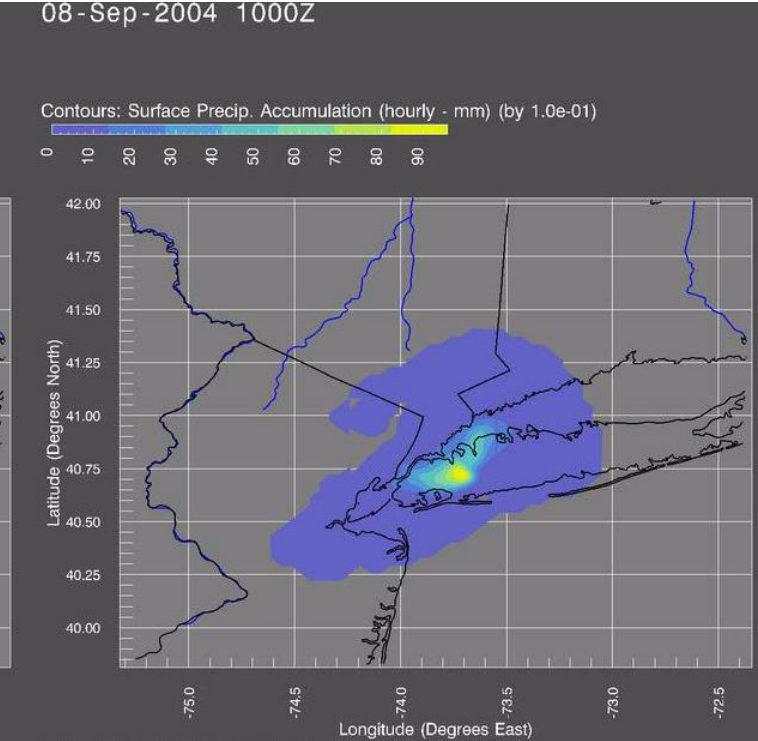 08-Sep-2004 1000Z
Contours: Surface Precip. Accumulation (hourly - mm) (by 1.0e-01)
0 10 20 30 40 50 60 70 80 90
42.00
41.75
41.50
41.25
41.00
40.75
40.50
40.25
40.00
Latitude (Degrees North)
-75.0 -74.5 -74.0 -73.5 -73.0 -72.5
Longitude (Degrees East)